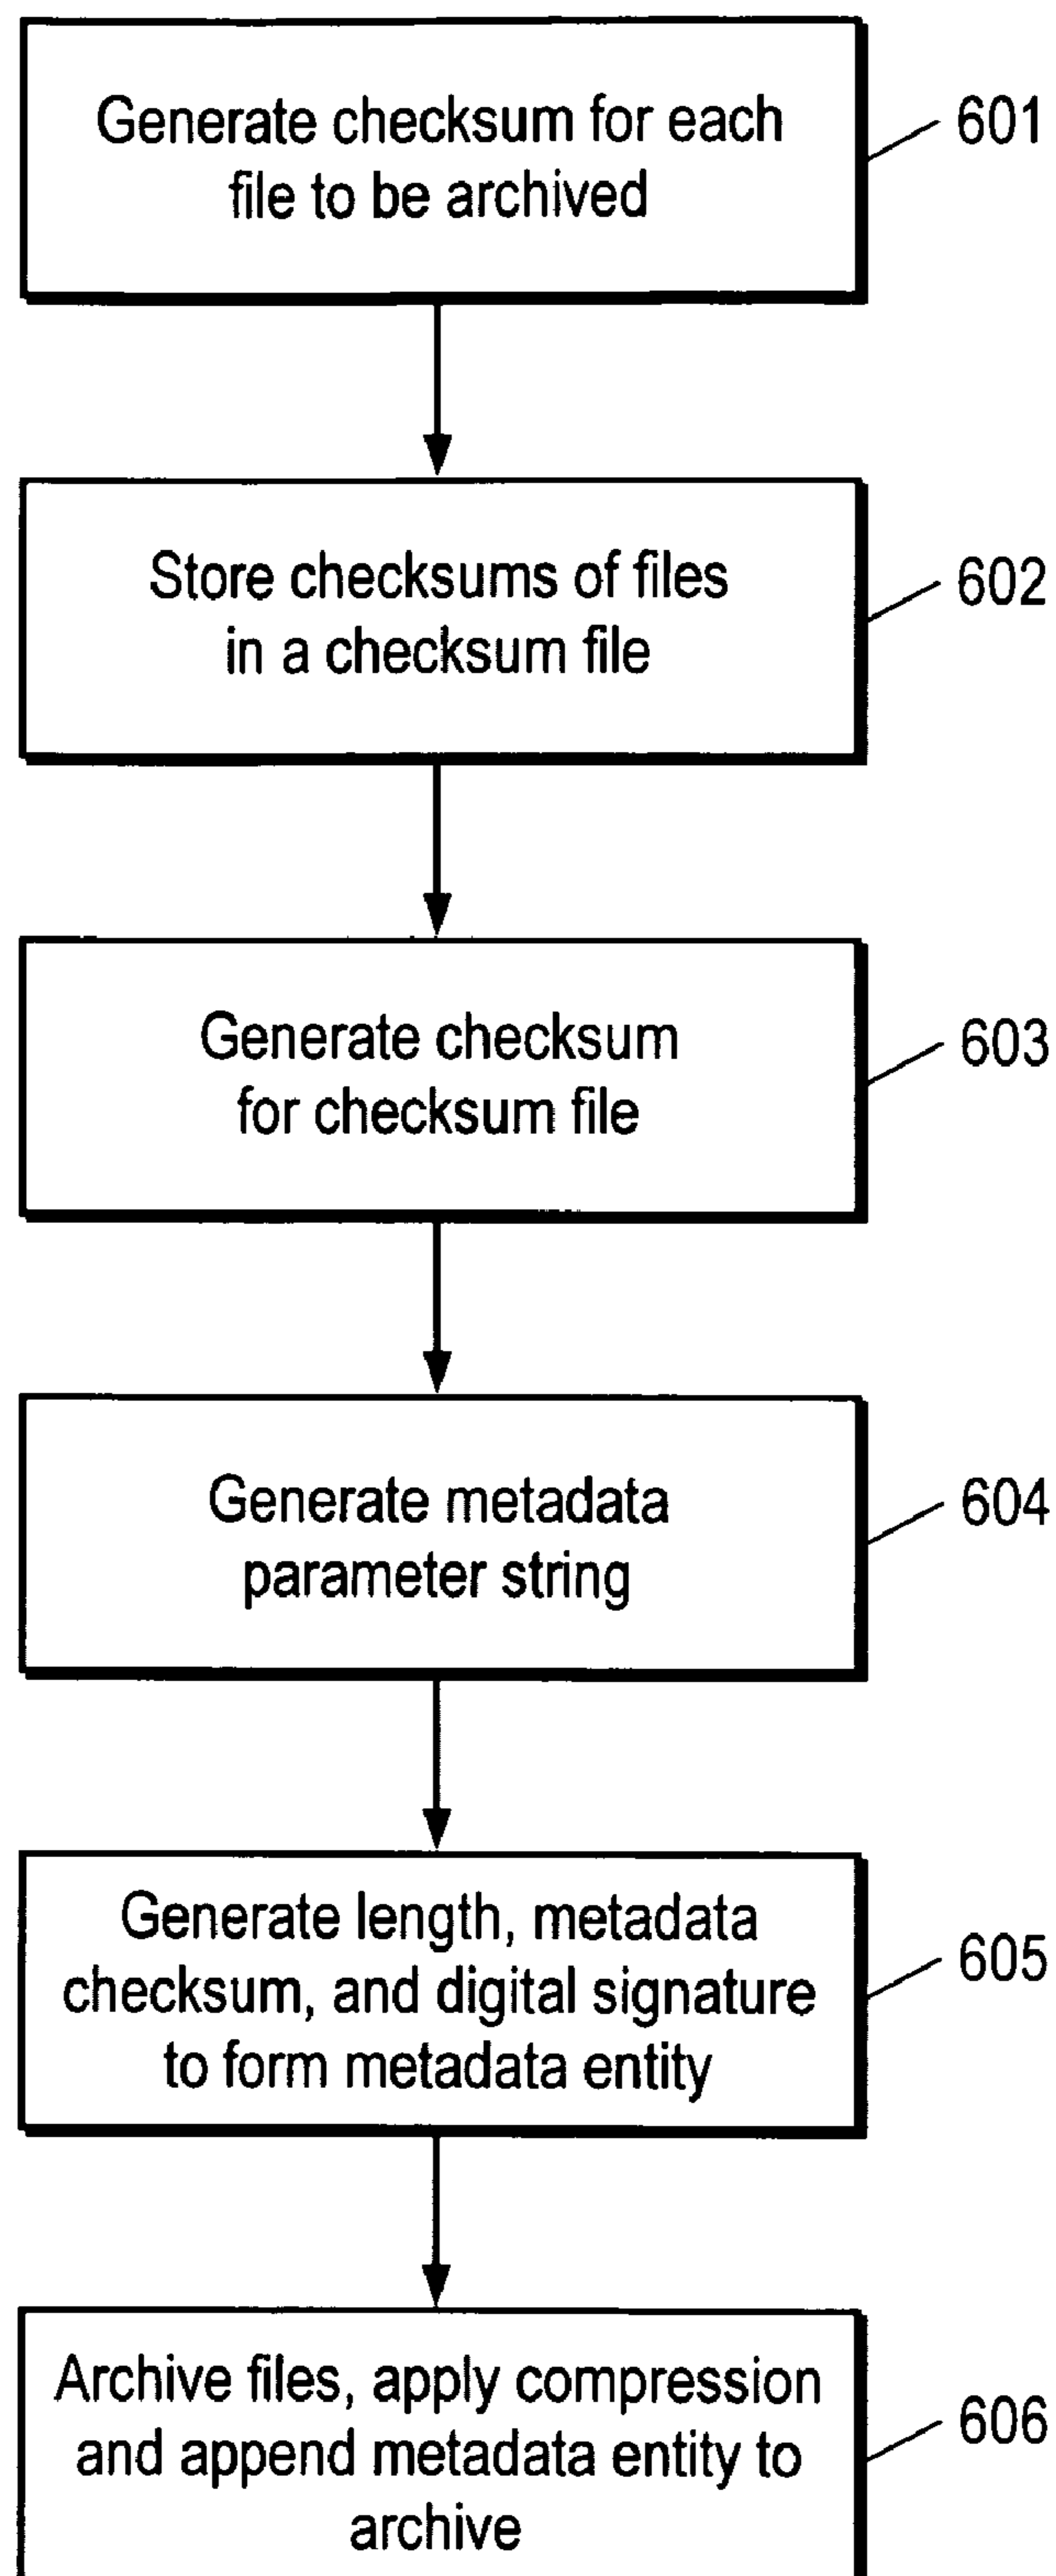 Generate checksum for each
file to be archived
601
Store checksums of files
in a checksum file
602
Generate checksum
for checksum file
603
Generate metadata
parameter string
604
Generate length, metadata
checksum, and digital signature
to form metadata entity
605
Archive files, apply compression
and append metadata entity to
archive
606